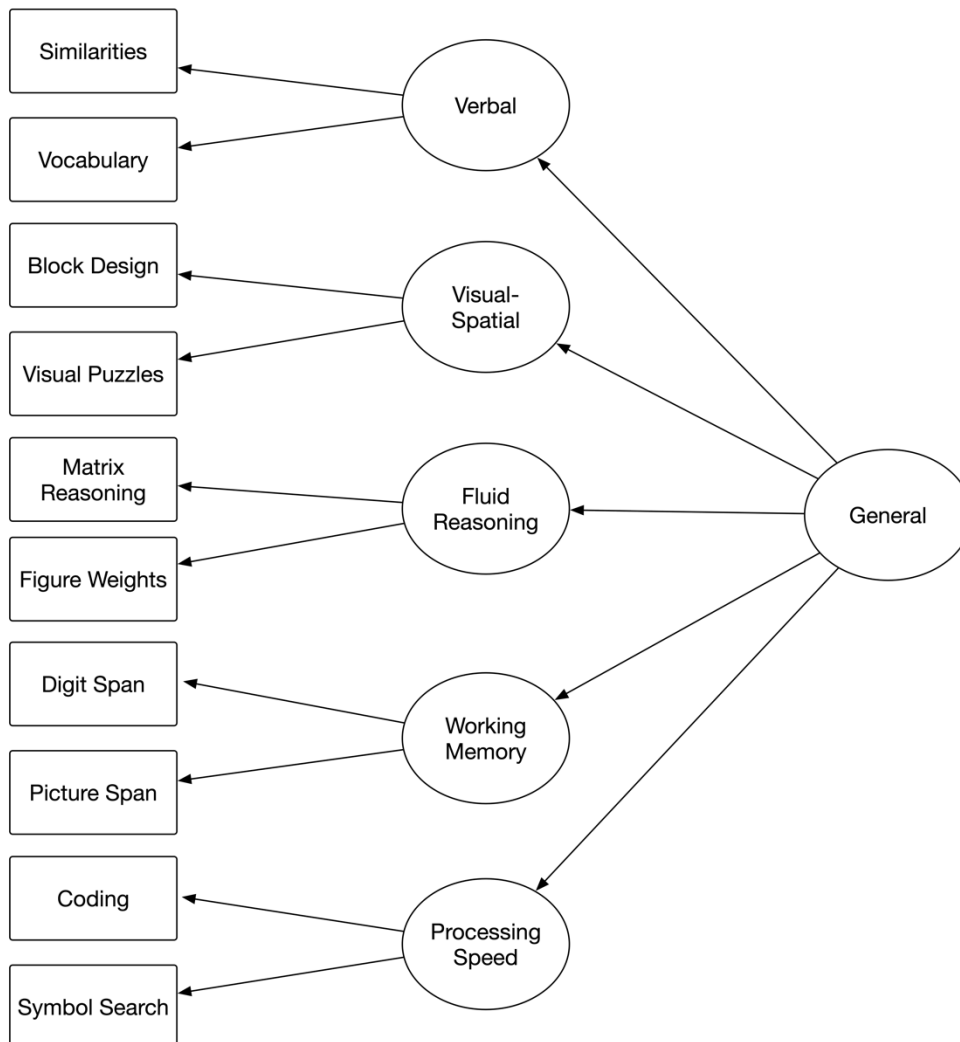 Similarities
Vocabulary
Block Design
Visual Puzzles
Matrix
Reasoning
Figure Weights
Digit Span
Picture Span
Coding
Symbol Search
Verbal
Visual-
Spatial
Fluid
Reasoning
Working
Memory
Processing
Speed
General